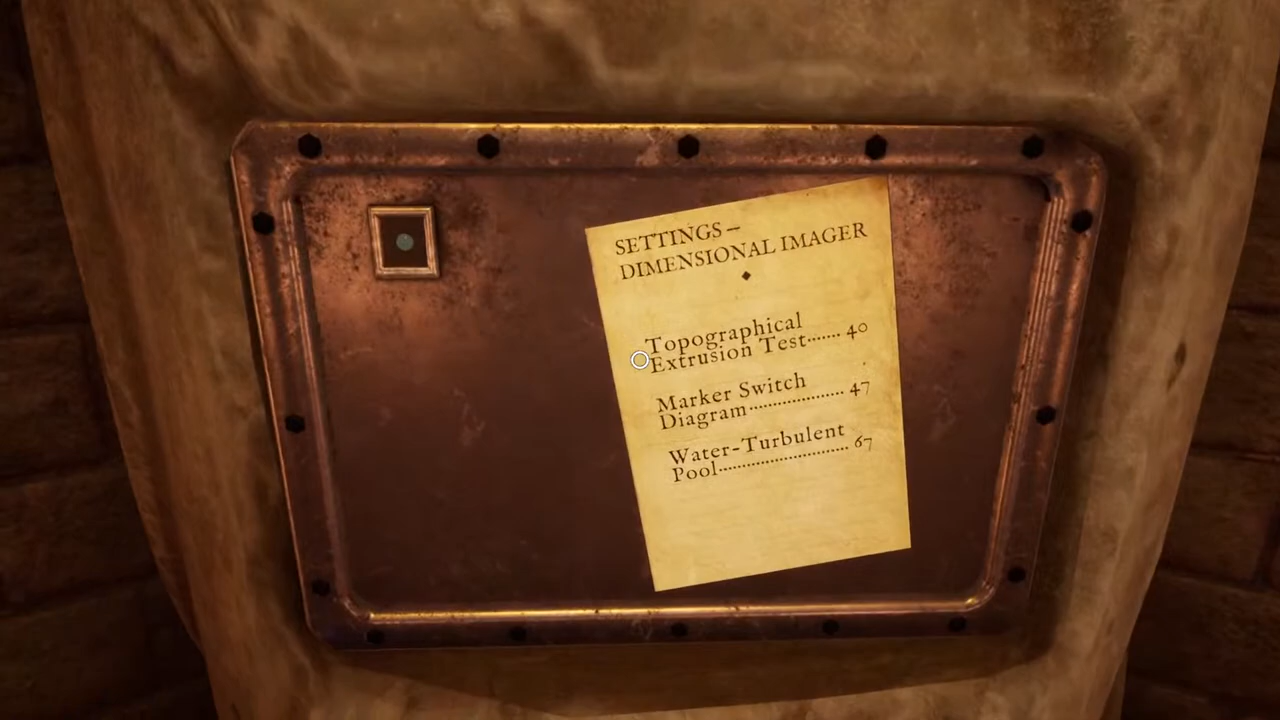 SETTINGS –
DIMENSIONAL IMAGER
Topographical
Extrusion Test....... 40
Marker Switch
Diagram.................... 47
Water-Turbulent
Pool............................ 67